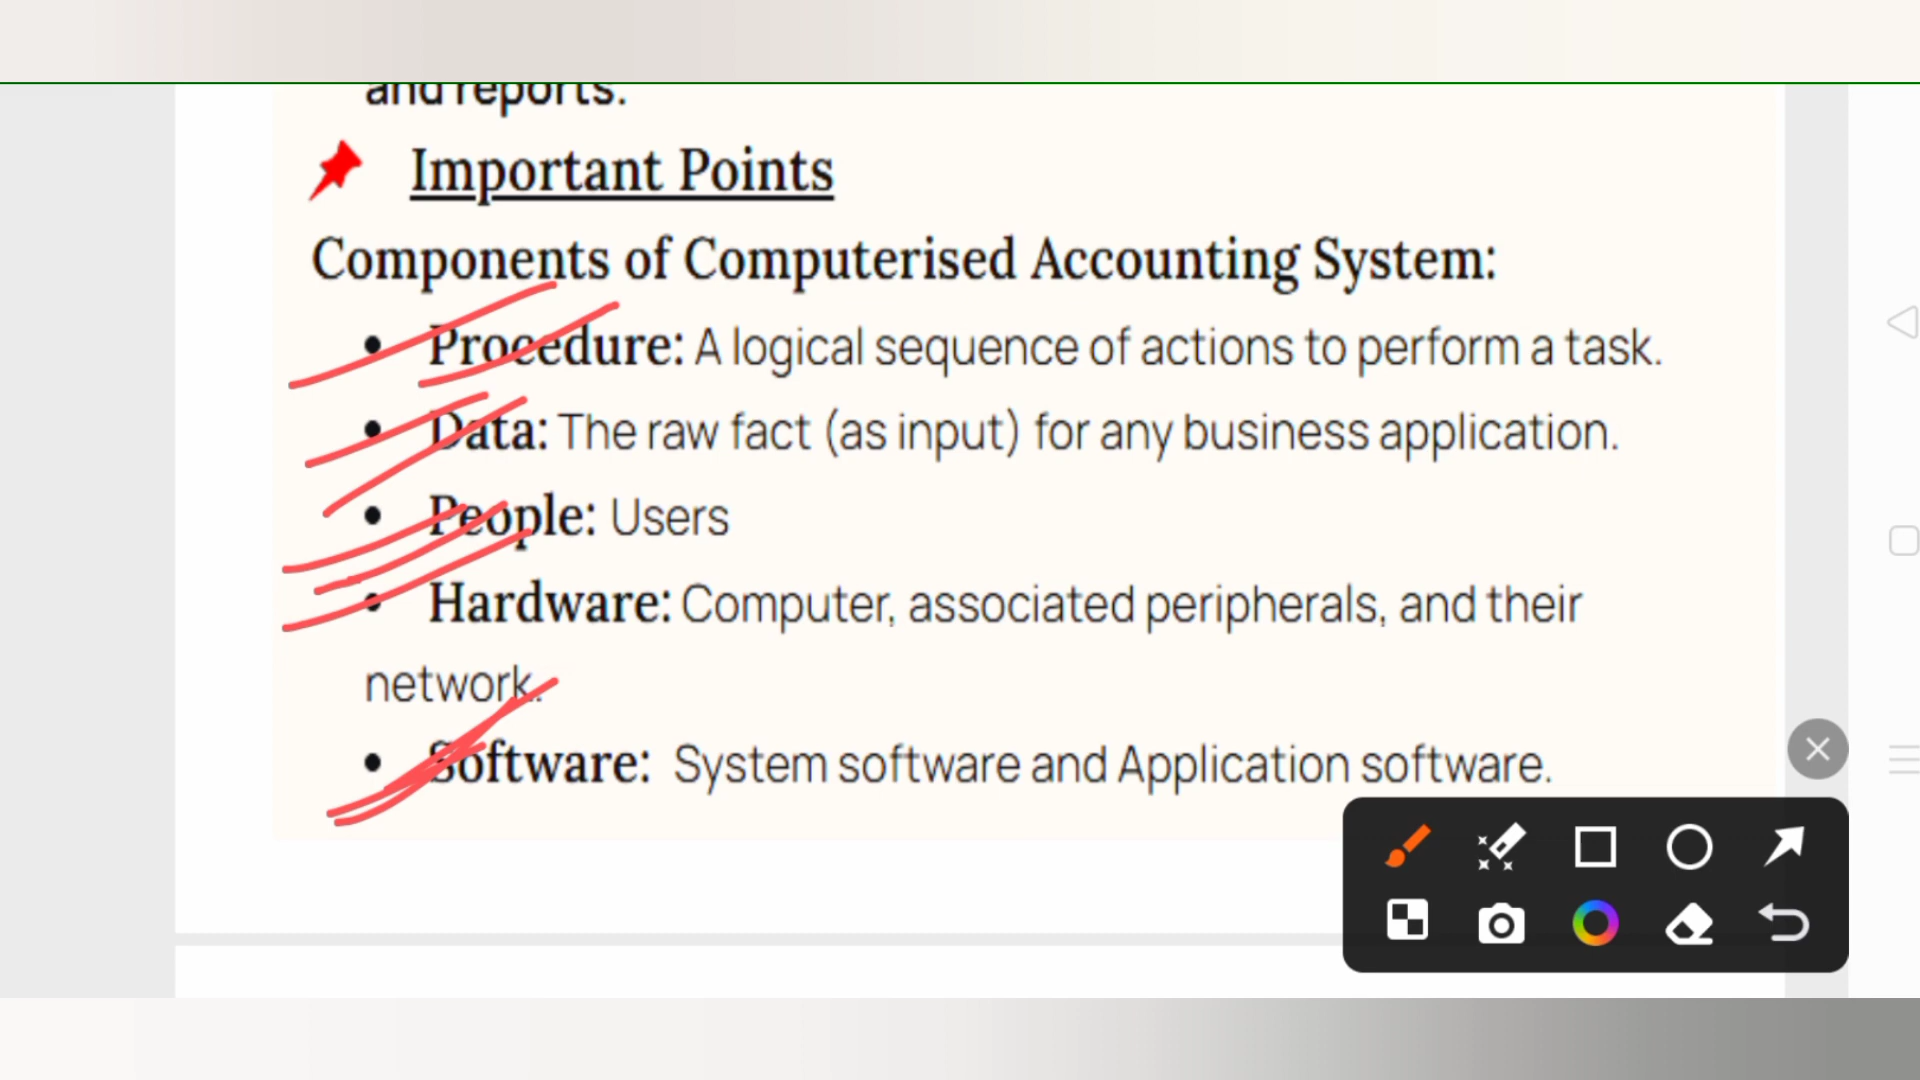 and reports.
Important Points
Components of Computerised Accounting System:
• Procedure: A logical sequence of actions to perform a task.
• Data: The raw fact (as input) for any business application.
• People: Users
• Hardware: Computer, associated peripherals, and their
network.
• Software: System software and Application software.